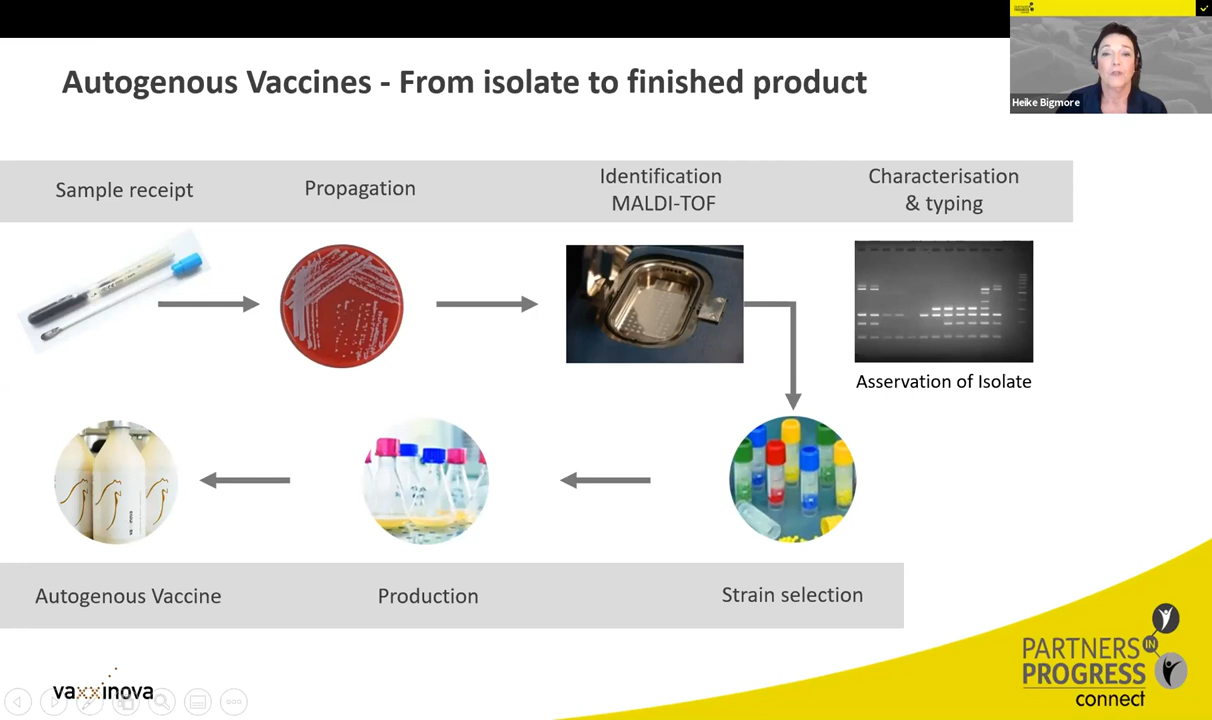 Heike Bigmore
Autogenous Vaccines - From isolate to finished product
Sample receipt
Propagation
Identification
MALDI-TOF
Characterisation
& typing
Asservation of Isolate
Autogenous Vaccine
Production
Strain selection
vaxxinova
PARTNERS
IN
PROGRESS
connect